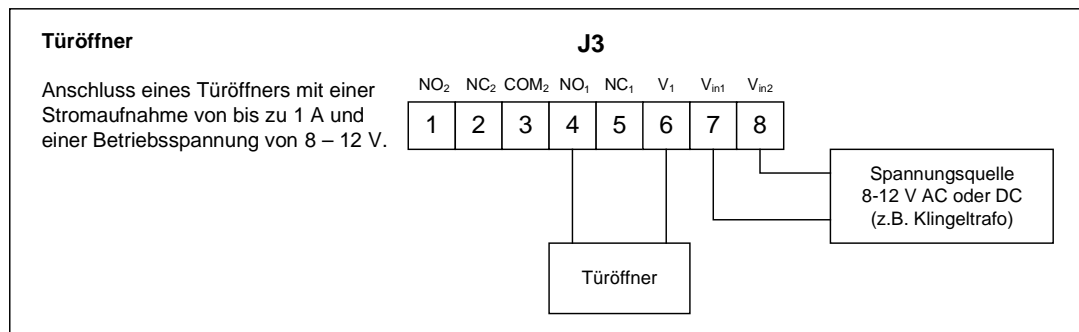 Türöffner
Anschluss eines Türöffners mit einer
Stromaufnahme von bis zu 1 A und
einer Betriebsspannung von 8 – 12 V.
J3
NO₂ NC₂ COM₂ NO₁ NC₁ V₁ Vin1 Vin2
1 2 3 4 5 6 7 8
Spannungsquelle
8-12 V AC oder DC
(z.B. Klingeltrafo)
Türöffner